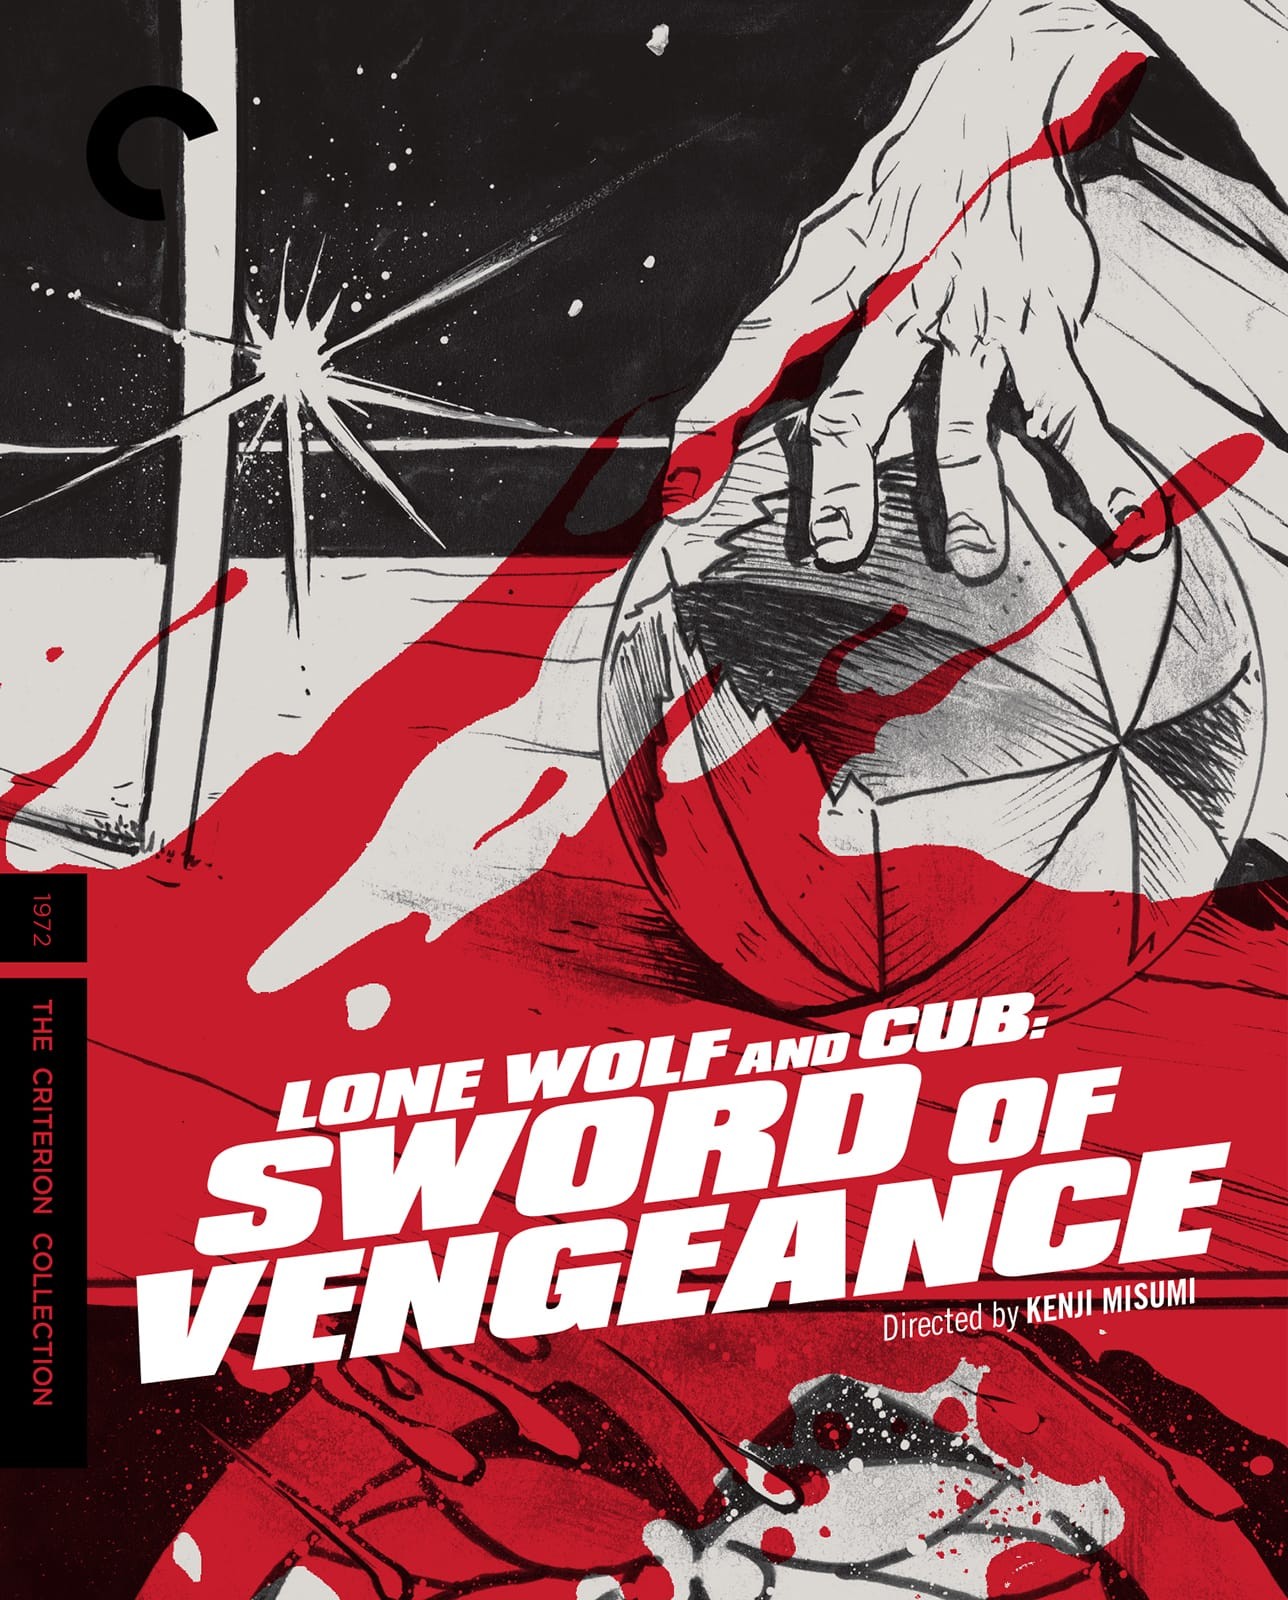 1972
THE CRITERION COLLECTION
LONE WOLF AND CUB:
SWORD OF
VENGEANCE
Directed by KENJI MISUMI